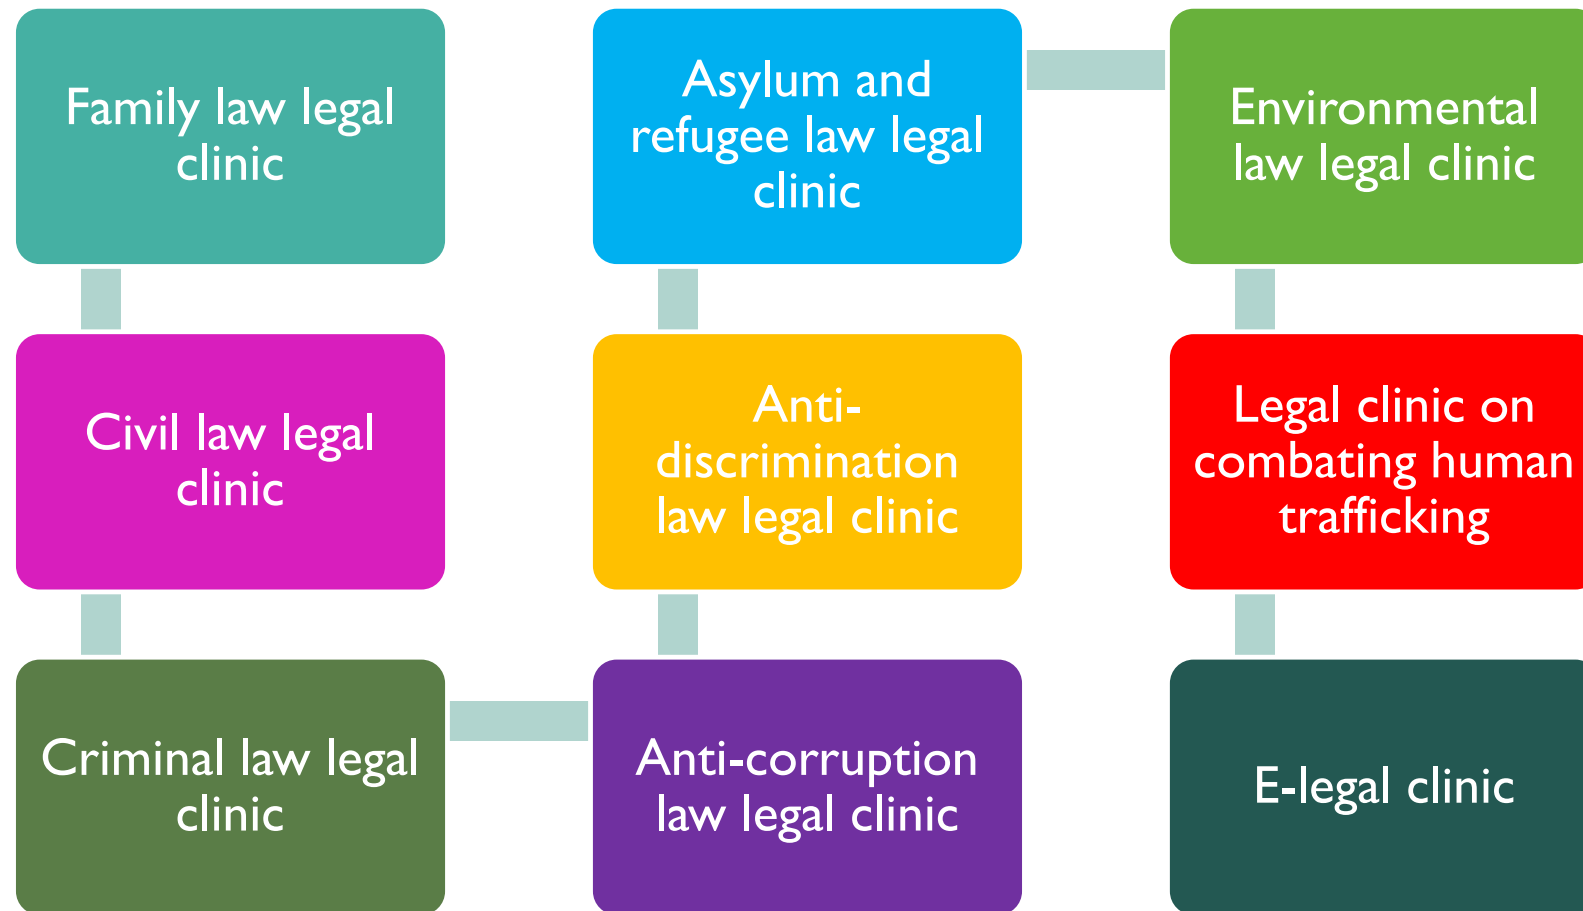 Family law legal
clinic
Civil law legal
clinic
Criminal law legal
clinic
Anti-corruption
law legal clinic
Anti-
discrimination
law legal clinic
Asylum and
refugee law legal
clinic
Environmental
law legal clinic
Legal clinic on
combating human
trafficking
E-legal clinic